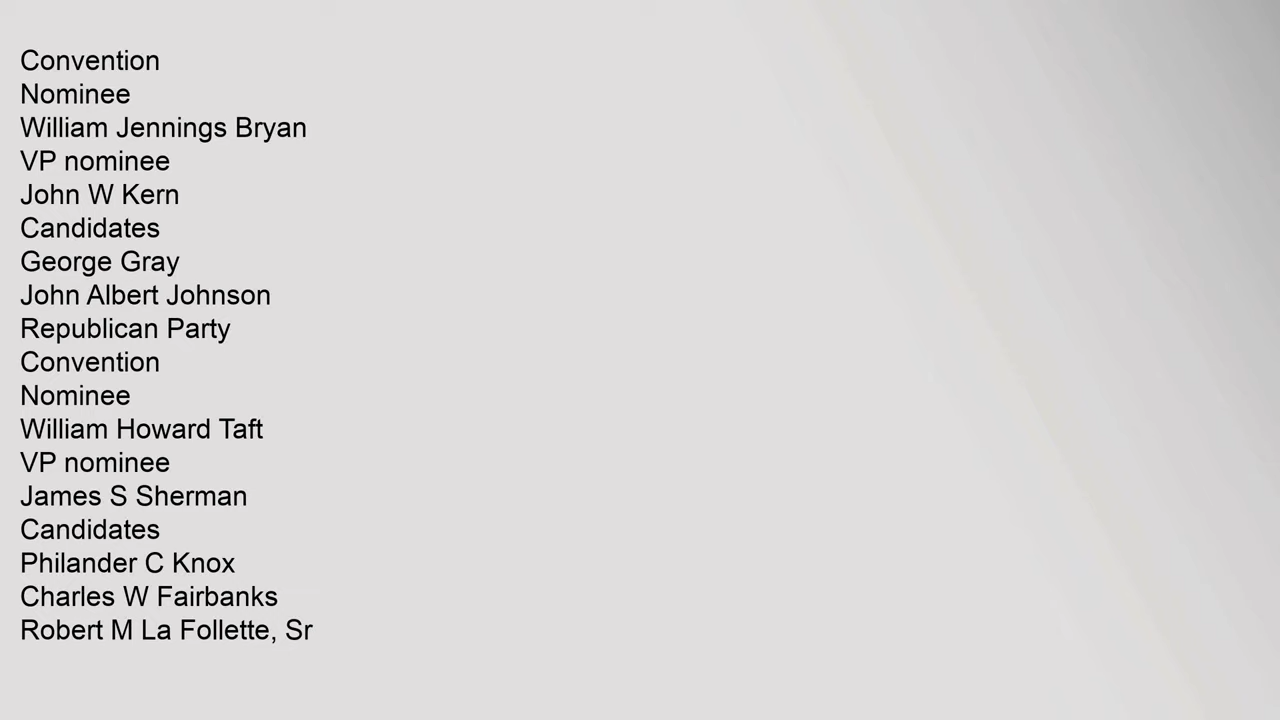 Convention
Nominee
William Jennings Bryan
VP nominee
John W Kern
Candidates
George Gray
John Albert Johnson
Republican Party
Convention
Nominee
William Howard Taft
VP nominee
James S Sherman
Candidates
Philander C Knox
Charles W Fairbanks
Robert M La Follette, Sr